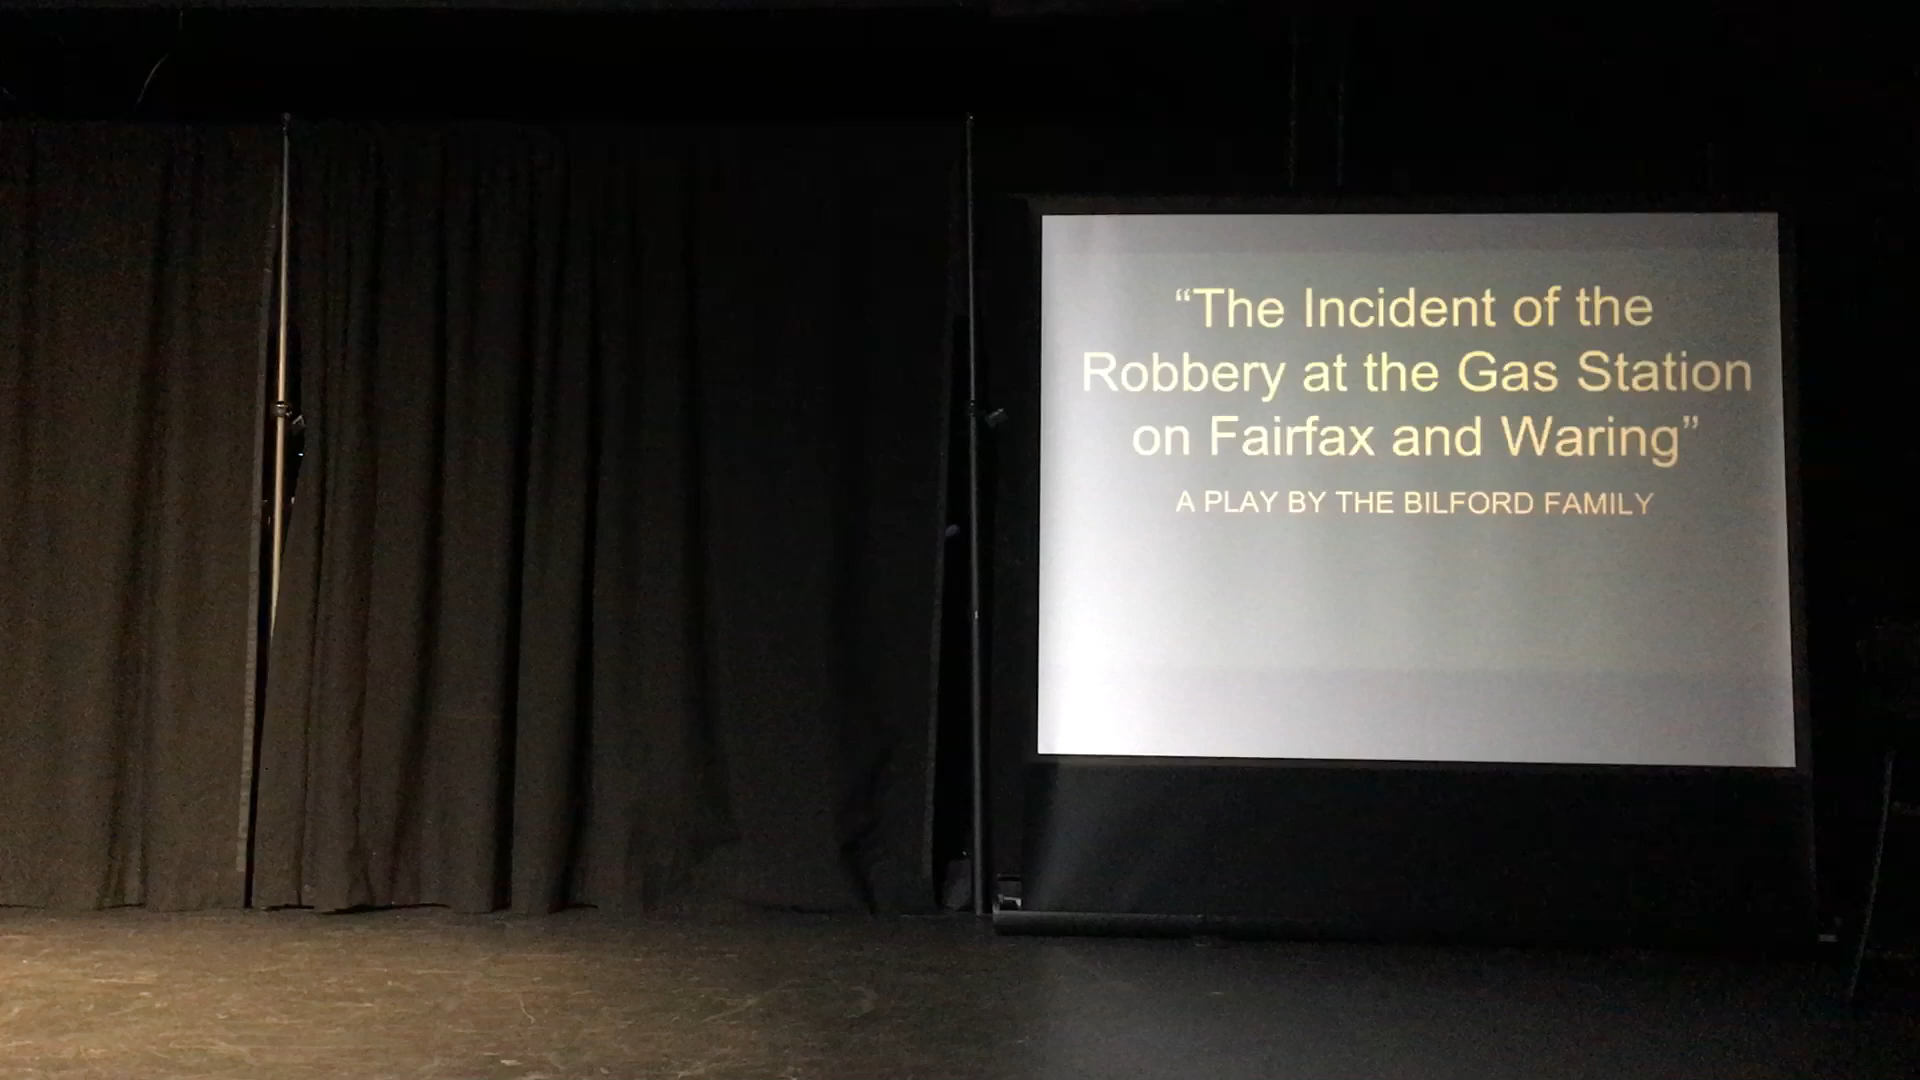 “The Incident of the
Robbery at the Gas Station
on Fairfax and Waring”
A PLAY BY THE BILFORD FAMILY